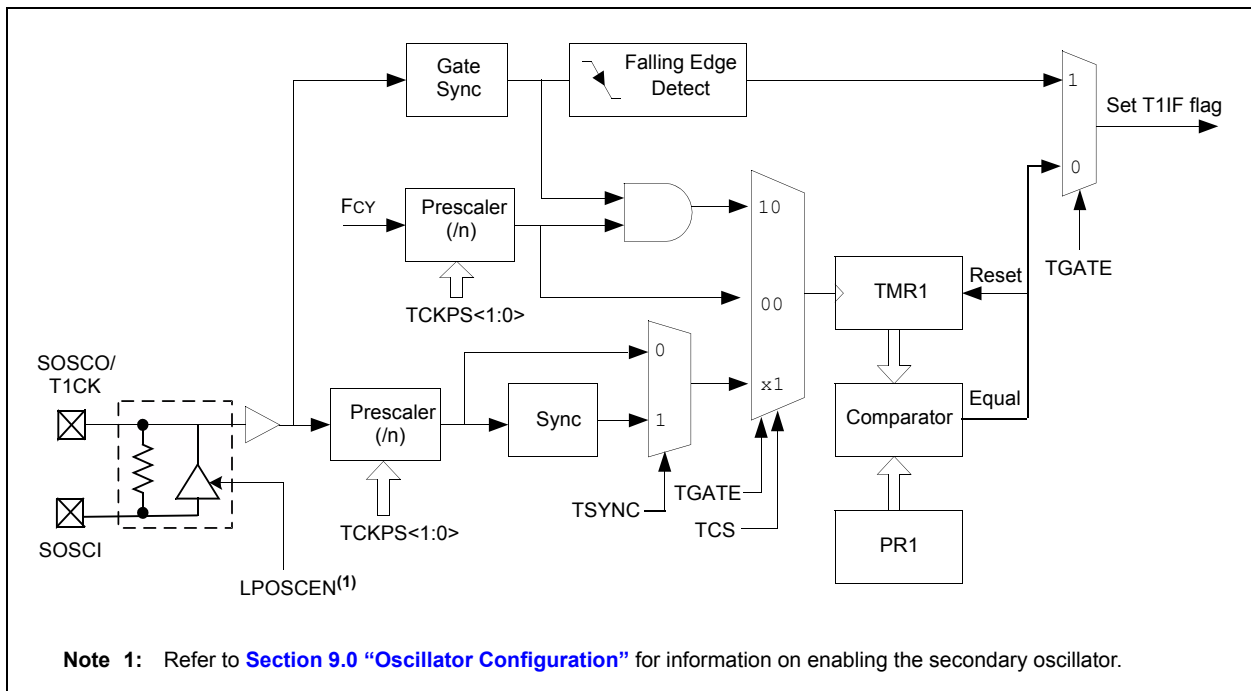 Gate
Sync
Falling Edge
Detect
1
Set T1IF flag
0
FCY
Prescaler
(/n)
10
TGATE
TCKPS<1:0>
00
TMR1
Reset
SOSCO/
T1CK
0
x1
Prescaler
(/n)
Sync
1
Comparator
Equal
TSYNC
TGATE
TCS
SOSCI
TCKPS<1:0>
PR1
LPOSCEN(1)
Note 1: Refer to Section 9.0 “Oscillator Configuration” for information on enabling the secondary oscillator.